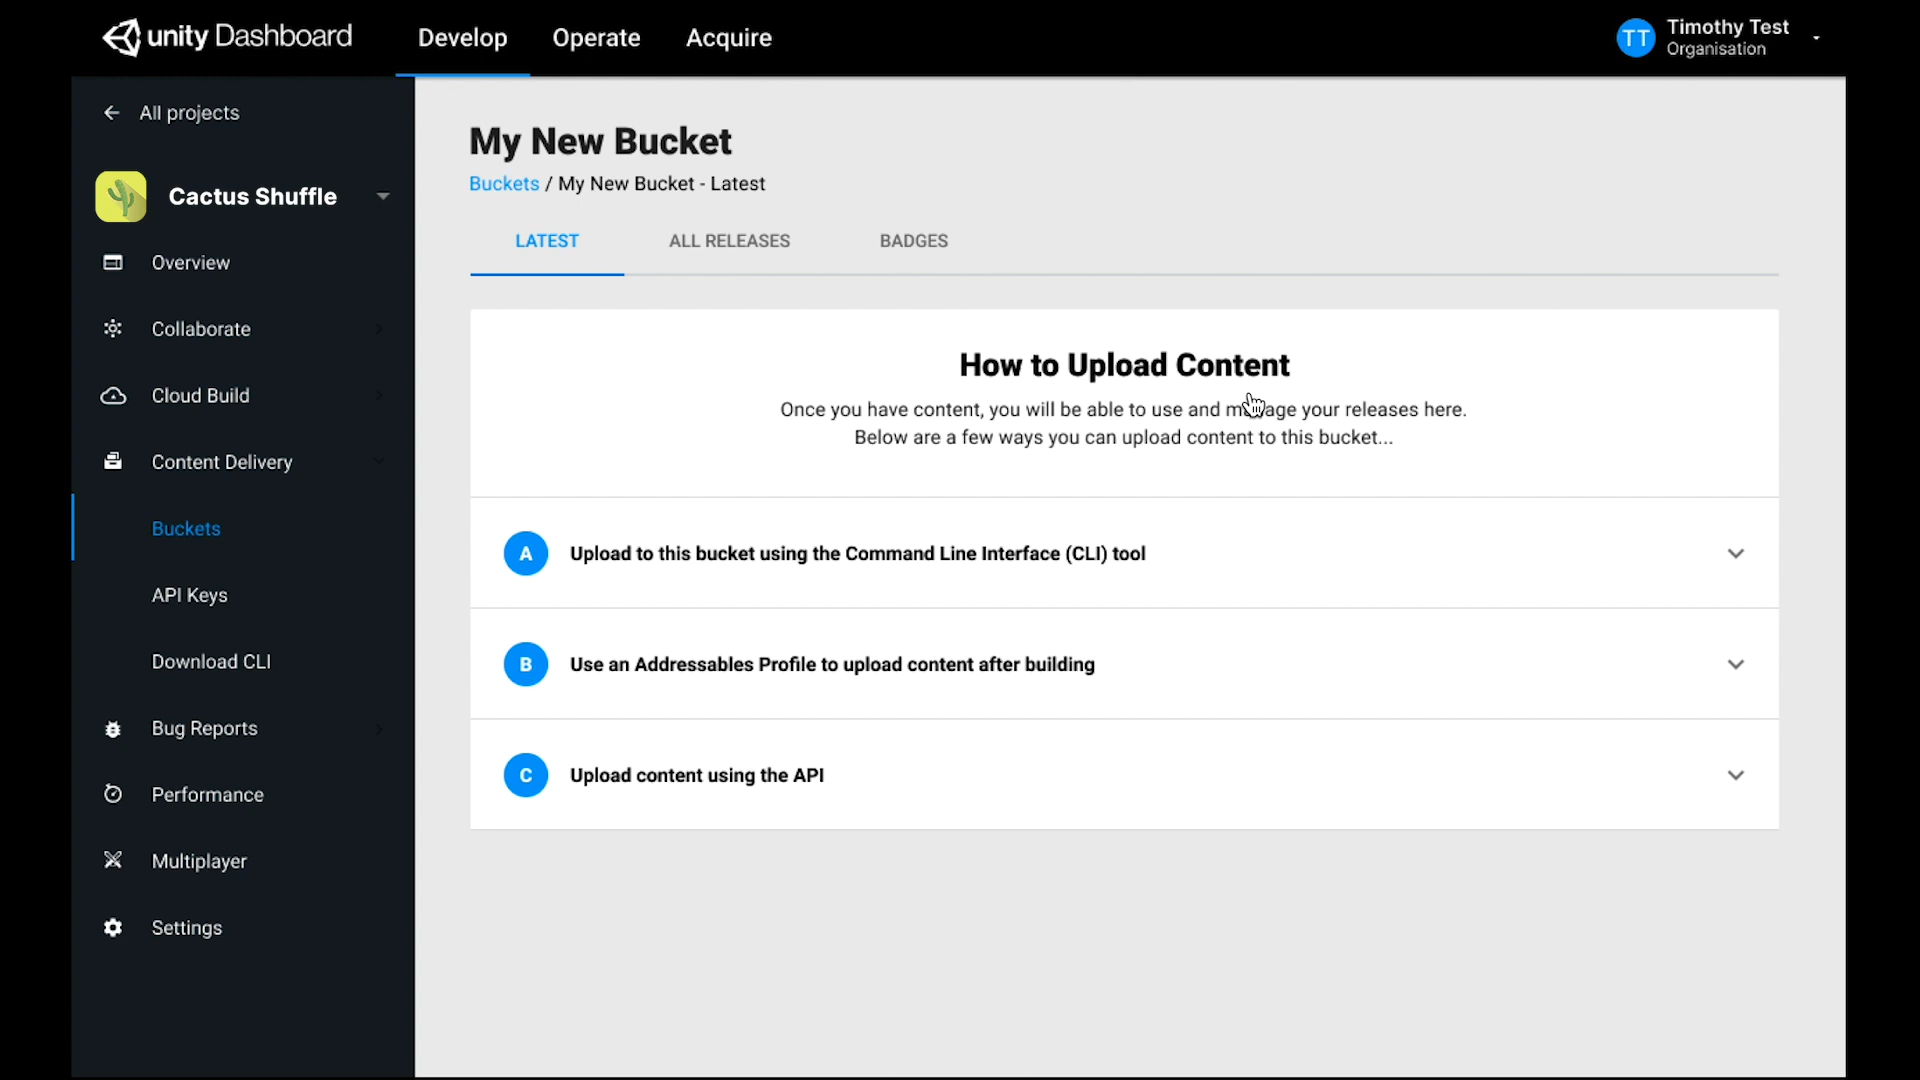 unity Dashboard
Develop
Operate
Acquire
TT
Timothy Test
Organisation
All projects
Cactus Shuffle
Overview
Collaborate
Cloud Build
Content Delivery
Buckets
API Keys
Download CLI
Bug Reports
Performance
Multiplayer
Settings
My New Bucket
Buckets / My New Bucket - Latest
LATEST
ALL RELEASES
BADGES
How to Upload Content
Once you have content, you will be able to use and manage your releases here.
Below are a few ways you can upload content to this bucket...
A Upload to this bucket using the Command Line Interface (CLI) tool
B Use an Addressables Profile to upload content after building
C Upload content using the API